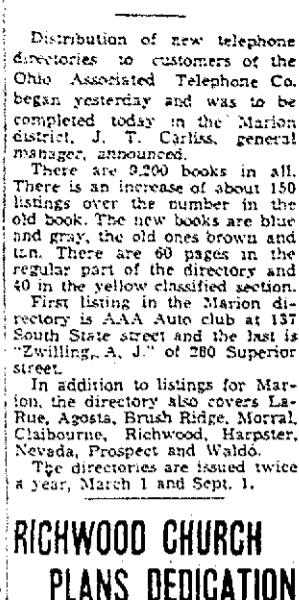 Distribution of new telephone
directories to customers of the
Ohio Associated Telephone Co.
began yesterday and was to be
completed today in the Marion
district, J. T. Carliss, general
manager, announced.
There are 9,200 books in all.
There is an increase of about 150
listings over the number in the
old book. The new books are blue
and gray, the old ones brown and
tan. There are 60 pages in the
regular part of the directory and
40 in the yellow classified section.
First listing in the Marion di-
rectory is AAA Auto club at 137
South State street and the last is
"Zwilling, A. J." of 280 Superior
street.
In addition to listings for Mar-
ion, the directory also covers La-
Rue, Agosta, Brush Ridge, Morral,
Claibourne, Richwood, Harpster,
Nevada, Prospect and Waldo.
The directories are issued twice
a year, March 1 and Sept. 1.
RICHWOOD CHURCH
PLANS DEDICATION